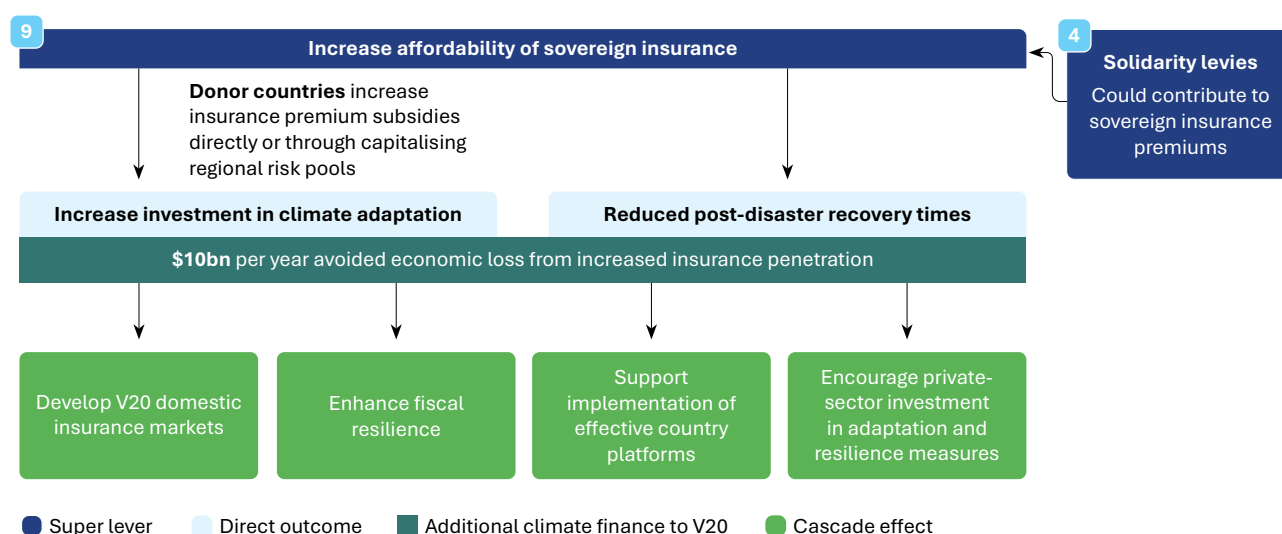 9
Increase affordability of sovereign insurance
4
Solidarity levies
Could contribute to
sovereign insurance
premiums
Donor countries increase
insurance premium subsidies
directly or through capitalising
regional risk pools
Increase investment in climate adaptation
Reduced post-disaster recovery times
$10bn per year avoided economic loss from increased insurance penetration
Develop V20 domestic
insurance markets
Enhance fiscal
resilience
Support
implementation of
effective country
platforms
Encourage private-
sector investment
in adaptation and
resilience measures
Super lever
Direct outcome
Additional climate finance to V20
Cascade effect